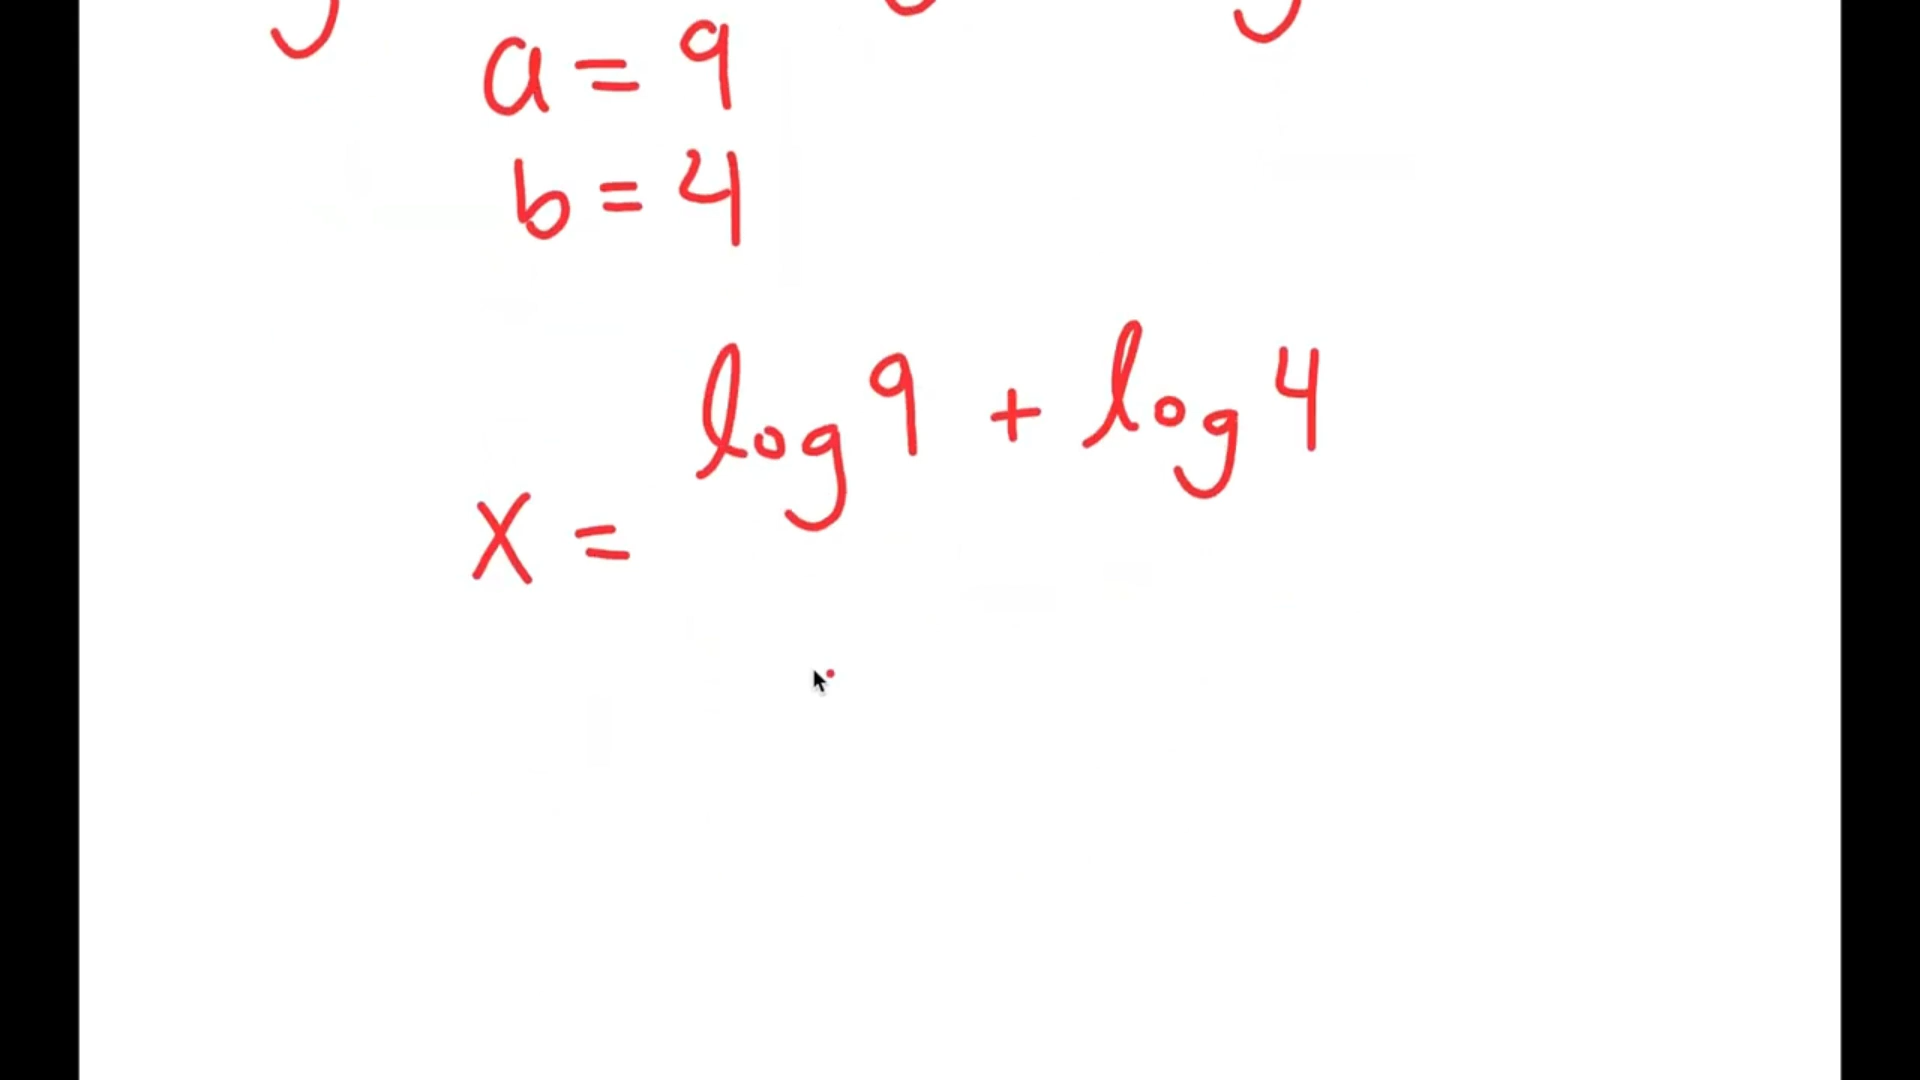 a = 9
b = 4
log 9 + log 4
x =